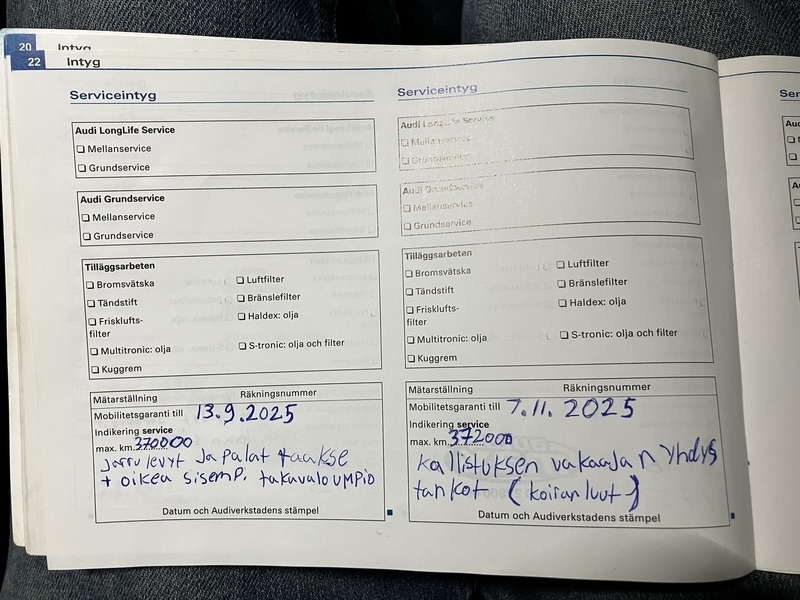 20 Intyg
22 Intyg
Serviceintyg
Audi LongLife Service
Mellanservice
Grundservice
Audi Grundservice
Mellanservice
Grundservice
Tilläggsarbeten
Bromsvätska
Luftfilter
Tändstift
Bränslefilter
Frisklufts-
filter
Haldex: olja
Multitronic: olja
S-tronic: olja och filter
Kuggrem
Mätarställning Räkningsnummer
Mobilitetsgaranti till 13.9.2025
Indikering service
max. km. 370000
Jarrulevyt Ja palat taakse
+ oikea sisemp. takavalo umpio
Datum och Audiverkstadens stämpel
Serviceintyg
Audi LongLife Service
Mellanservice
Grundservice
Audi Grundservice
Mellanservice
Grundservice
Tilläggsarbeten
Bromsvätska
Luftfilter
Tändstift
Bränslefilter
Frisklufts-
filter
Haldex: olja
Multitronic: olja
S-tronic: olja och filter
Kuggrem
Mätarställning Räkningsnummer
Mobilitetsgaranti till 7.11. 2025
Indikering service
max. km. 372000
Kallistuksen vakaajan yhdys
tankot (koiranluut)
Datum och Audiverkstadens stämpel